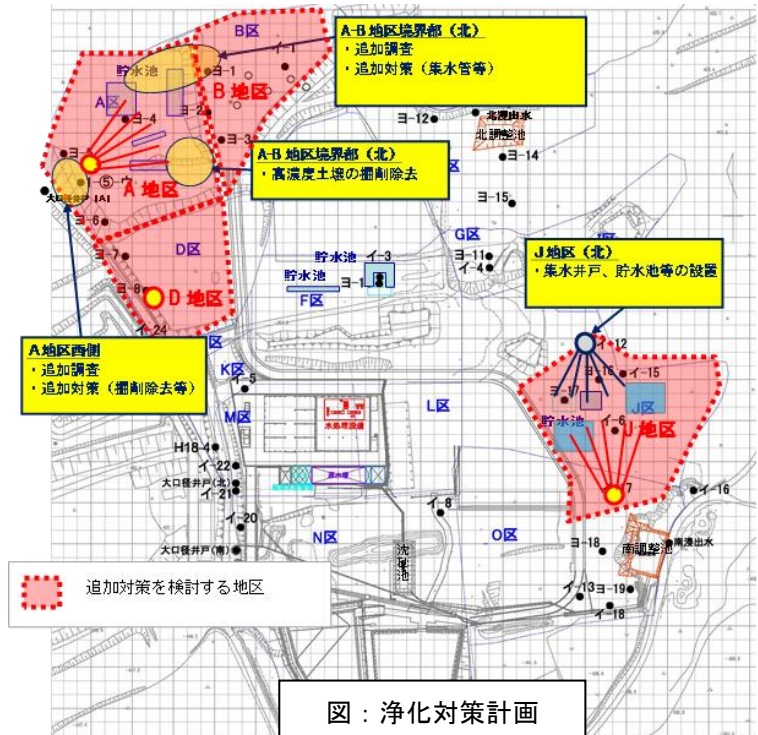 A-B 地区境界部（北）
・追加調査
・追加対策（集水管等）
B区
イ-1
貯水池
ヨ-1
A区
B 地区
ヨ-2
ヨ-4
ヨ-3
A-B 地区境界部（北）
・高濃度土壌の掘削除去
⑤
A 地区
大口径井戸【A】
ヨ-6
ヨ-7
D区
ヨ-8
D 地区
イ-24
A地区西側
・追加調査
・追加対策（掘削除去等）
ヨ-12
北浸出水
北調整池
ヨ-14
ヨ-15
G区
ヨ-11
イ-4
貯水池
イ-3
貯水池
ヨ-1
F区
J地区（北）
・集水井戸、貯水池等の設置
イ-12
ヨ-16
イ-15
ヨ-17
J区
貯水池
イ-6
J 地区
7
イ-16
K区
イ-5
M区
L区
水処理設備
H18-4
イ-22
大口径井戸（北）
イ-21
原水槽
イ-8
イ-20
N区
O区
大口径井戸（南）
沈砂池
ヨ-18
南調整池
南浸出水
イ-13
ヨ-19
イ-18
追加対策を検討する地区
図：浄化対策計画